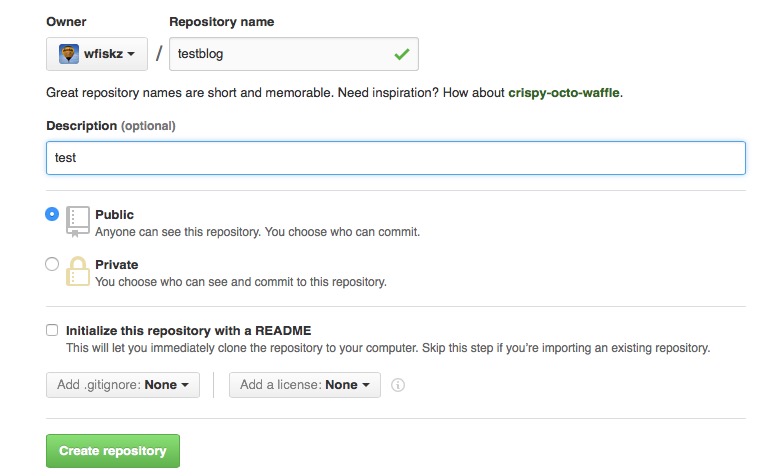 Owner Repository name
wfiskz / testblog
Great repository names are short and memorable. Need inspiration? How about crispy-octo-waffle.
Description (optional)
test
Public
Anyone can see this repository. You choose who can commit.
Private
You choose who can see and commit to this repository.
Initialize this repository with a README
This will let you immediately clone the repository to your computer. Skip this step if you’re importing an existing repository.
Add .gitignore: None Add a license: None
Create repository